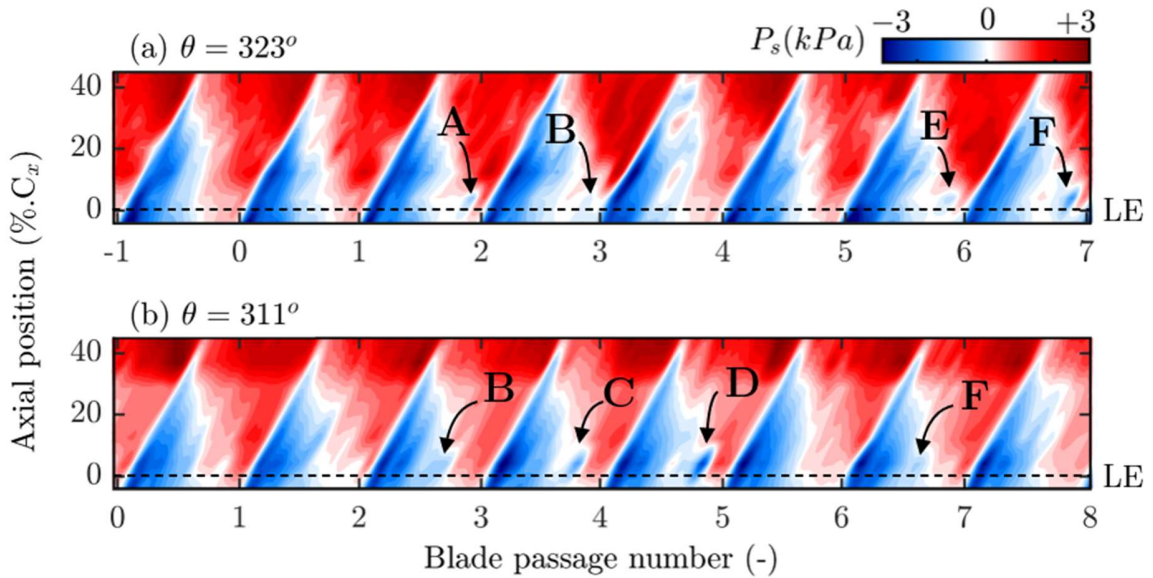 (a) θ = 323°
P_s(kPa)
−3 0 +3
40
20
0
A B E F
LE
-1 0 1 2 3 4 5 6 7
Axial position (%.C_x)
(b) θ = 311°
40
20
0
B C D F
LE
0 1 2 3 4 5 6 7 8
Blade passage number (-)